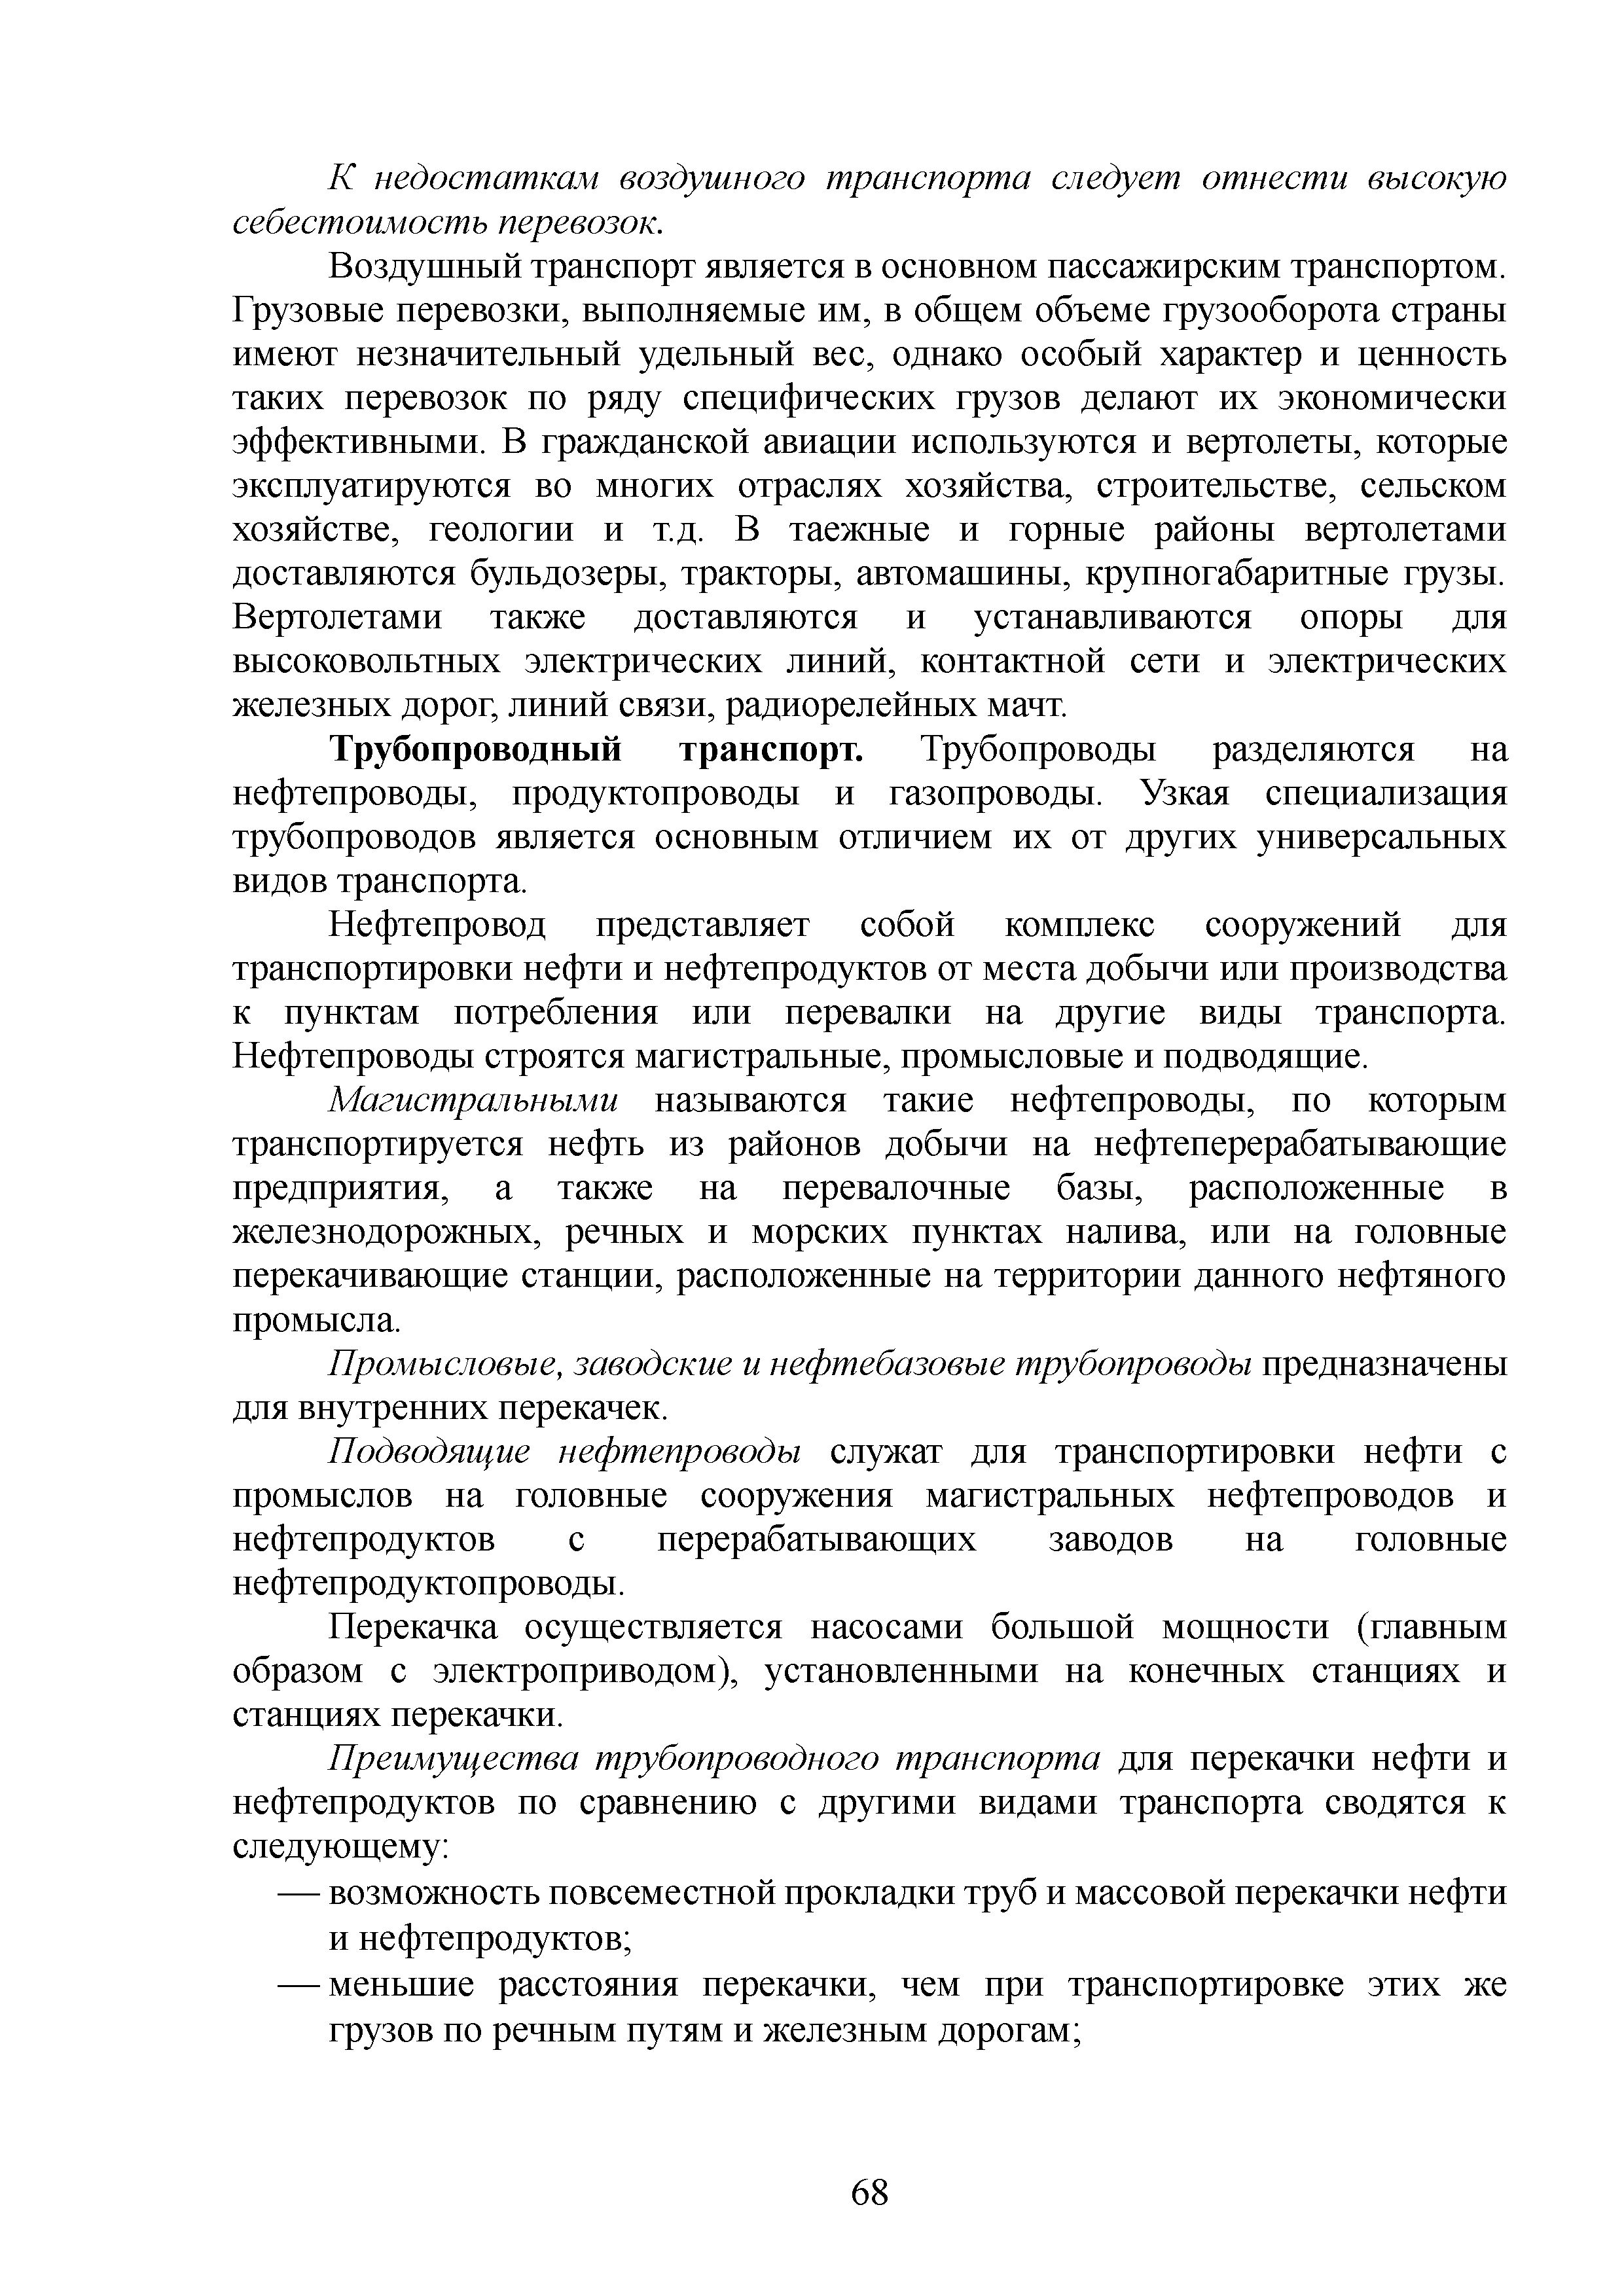 К недостаткам воздушного транспорта следует отнести высокую
себестоимость перевозок.
Воздушный транспорт является в основном пассажирским транспортом.
Грузовые перевозки, выполняемые им, в общем объеме грузооборота страны
имеют незначительный удельный вес, однако особый характер и ценность
таких перевозок по ряду специфических грузов делают их экономически
эффективными. В гражданской авиации используются и вертолеты, которые
эксплуатируются во многих отраслях хозяйства, строительстве, сельском
хозяйстве, геологии и т.д. В таежные и горные районы вертолетами
доставляются бульдозеры, тракторы, автомашины, крупногабаритные грузы.
Вертолетами также доставляются и устанавливаются опоры для
высоковольтных электрических линий, контактной сети и электрических
железных дорог, линий связи, радиорелейных мачт.
Трубопроводный транспорт. Трубопроводы разделяются на
нефтепроводы, продуктопроводы и газопроводы. Узкая специализация
трубопроводов является основным отличием их от других универсальных
видов транспорта.
Нефтепровод представляет собой комплекс сооружений для
транспортировки нефти и нефтепродуктов от места добычи или производства
к пунктам потребления или перевалки на другие виды транспорта.
Нефтепроводы строятся магистральные, промысловые и подводящие.
Магистральными называются такие нефтепроводы, по которым
транспортируется нефть из районов добычи на нефтеперерабатывающие
предприятия, а также на перевалочные базы, расположенные в
железнодорожных, речных и морских пунктах налива, или на головные
перекачивающие станции, расположенные на территории данного нефтяного
промысла.
Промысловые, заводские и нефтебазовые трубопроводы предназначены
для внутренних перекачек.
Подводящие нефтепроводы служат для транспортировки нефти с
промыслов на головные сооружения магистральных нефтепроводов и
нефтепродуктов с перерабатывающих заводов на головные
нефтепродуктопроводы.
Перекачка осуществляется насосами большой мощности (главным
образом с электроприводом), установленными на конечных станциях и
станциях перекачки.
Преимущества трубопроводного транспорта для перекачки нефти и
нефтепродуктов по сравнению с другими видами транспорта сводятся к
следующему:
— возможность повсеместной прокладки труб и массовой перекачки нефти
и нефтепродуктов;
— меньшие расстояния перекачки, чем при транспортировке этих же
грузов по речным путям и железным дорогам;
68